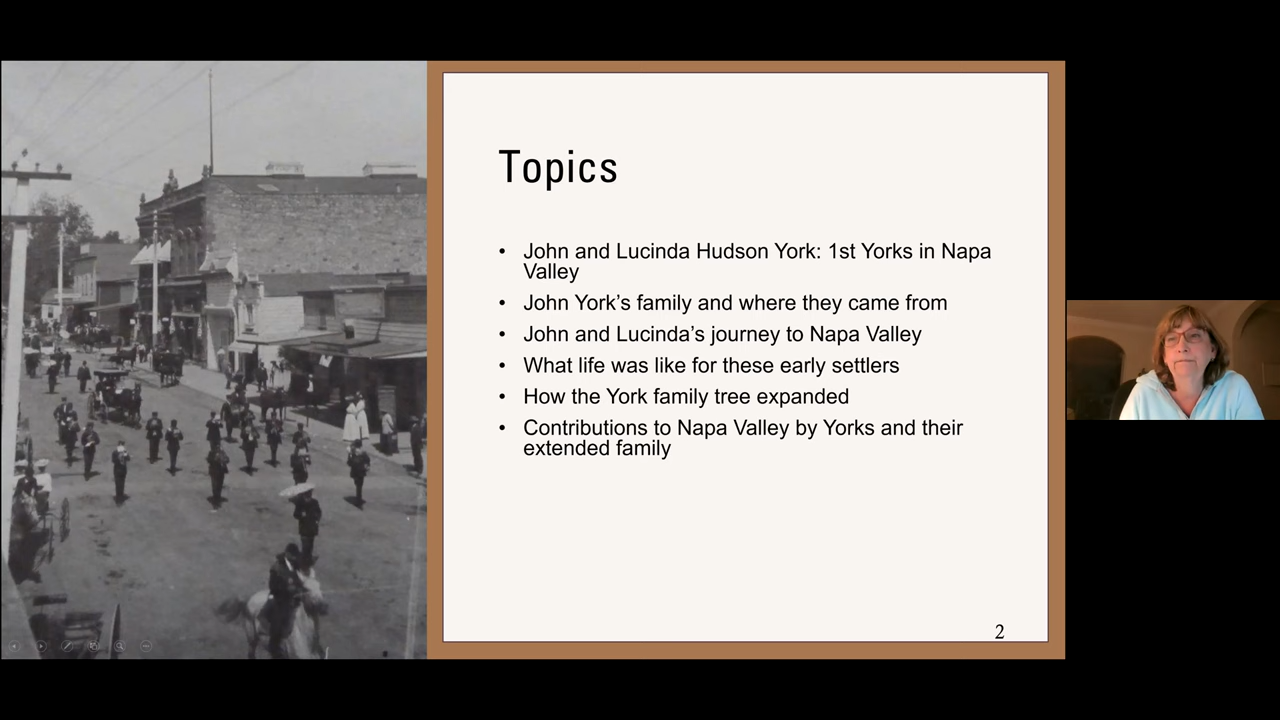 Topics
• John and Lucinda Hudson York: 1st Yorks in Napa
Valley
• John York’s family and where they came from
• John and Lucinda’s journey to Napa Valley
• What life was like for these early settlers
• How the York family tree expanded
• Contributions to Napa Valley by Yorks and their
extended family
2